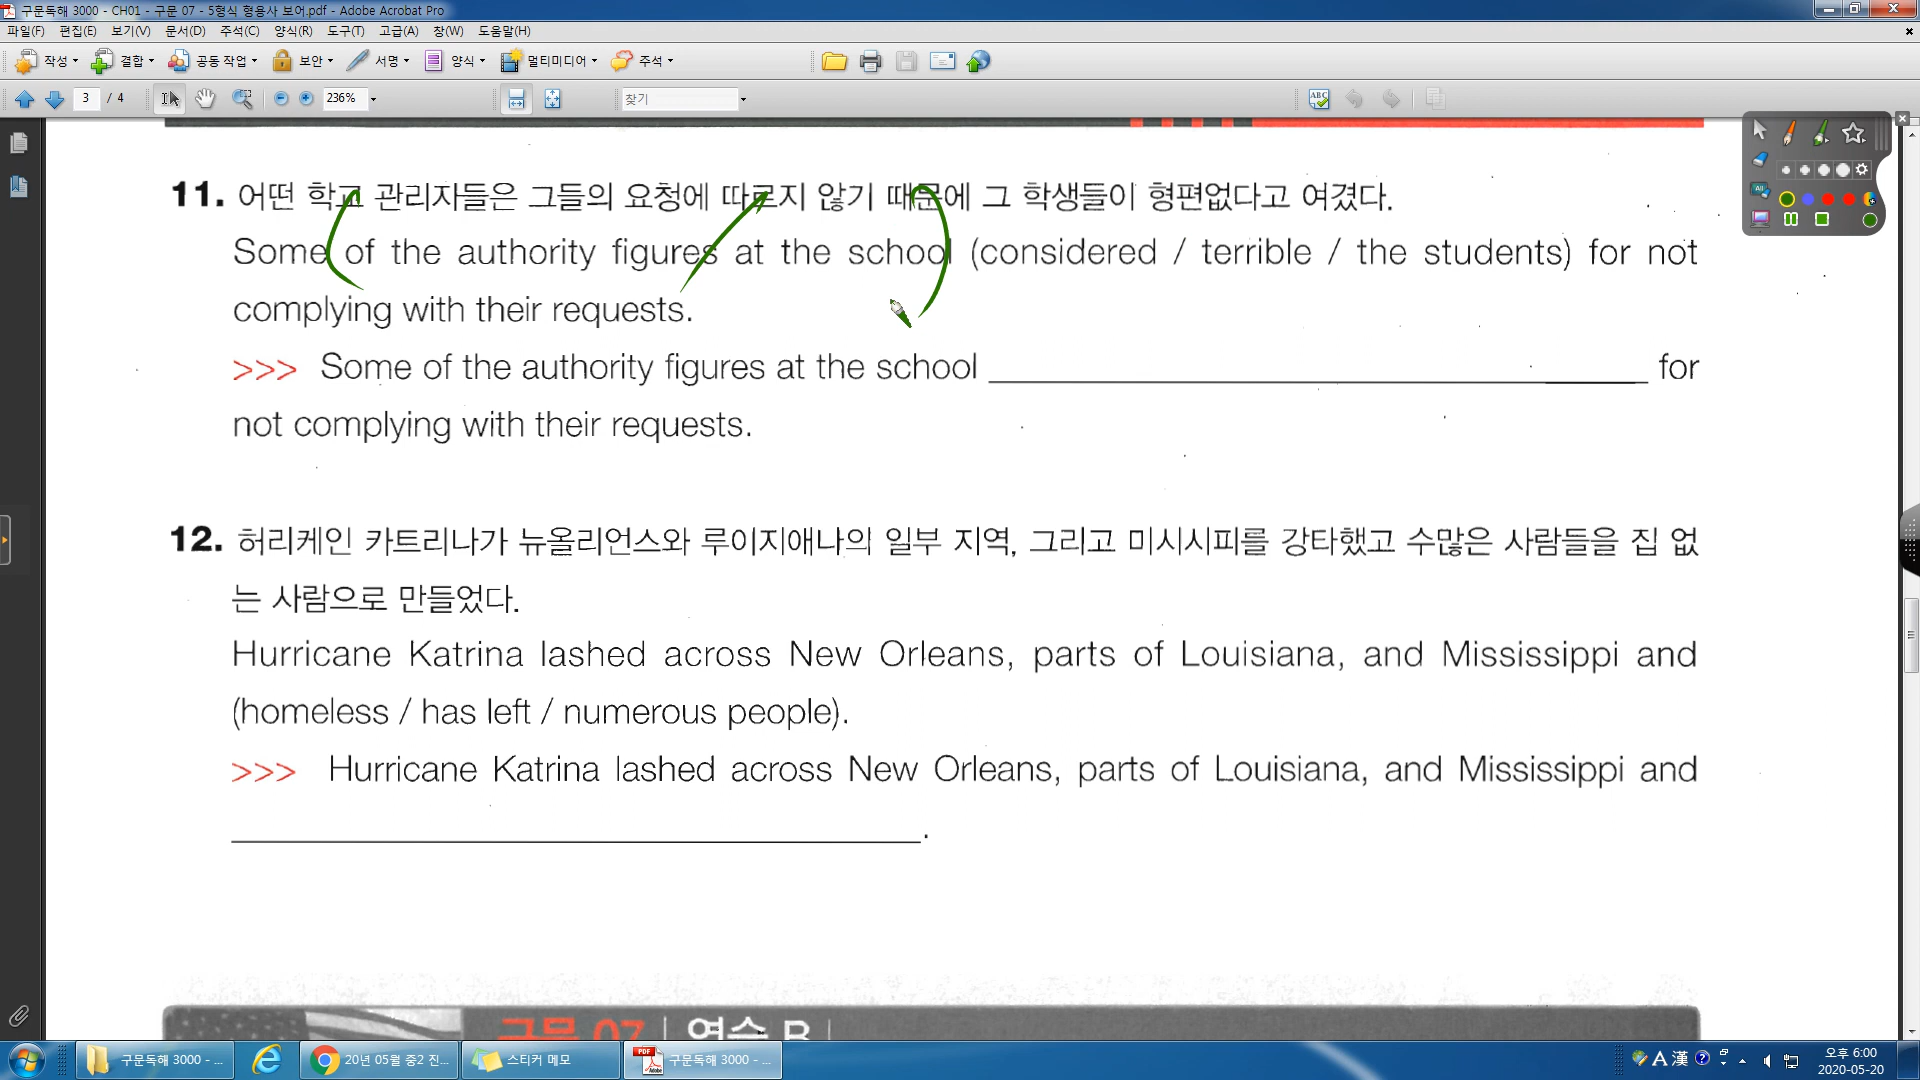 구문독해 3000 - CH01 - 구문 07 - 5형식 형용사 보어.pdf - Adobe Acrobat Pro
파일(F) 편집(E) 보기(V) 문서(D) 주석(C) 양식(R) 도구(T) 고급(A) 창(W) 도움말(H)
작성 결합 공동 작업 보안 서명 양식 멀티미디어 주석
3 / 4 236% 찾기
11. 어떤 학교 관리자들은 그들의 요청에 따르지 않기 때문에 그 학생들이 형편없다고 여겼다.
Some of the authority figures at the school (considered / terrible / the students) for not
complying with their requests.
>>> Some of the authority figures at the school ______ for
not complying with their requests.
12. 허리케인 카트리나가 뉴올리언스와 루이지애나의 일부 지역, 그리고 미시시피를 강타했고 수많은 사람들을 집 없
는 사람으로 만들었다.
Hurricane Katrina lashed across New Orleans, parts of Louisiana, and Mississippi and
(homeless / has left / numerous people).
>>> Hurricane Katrina lashed across New Orleans, parts of Louisiana, and Mississippi and
______.
구문 07 | 연습 B |
구문독해 3000 - ... 20년 05월 중2 진... 스티커 메모 구문독해 3000 - ... A 漢 오후 6:00
2020-05-20